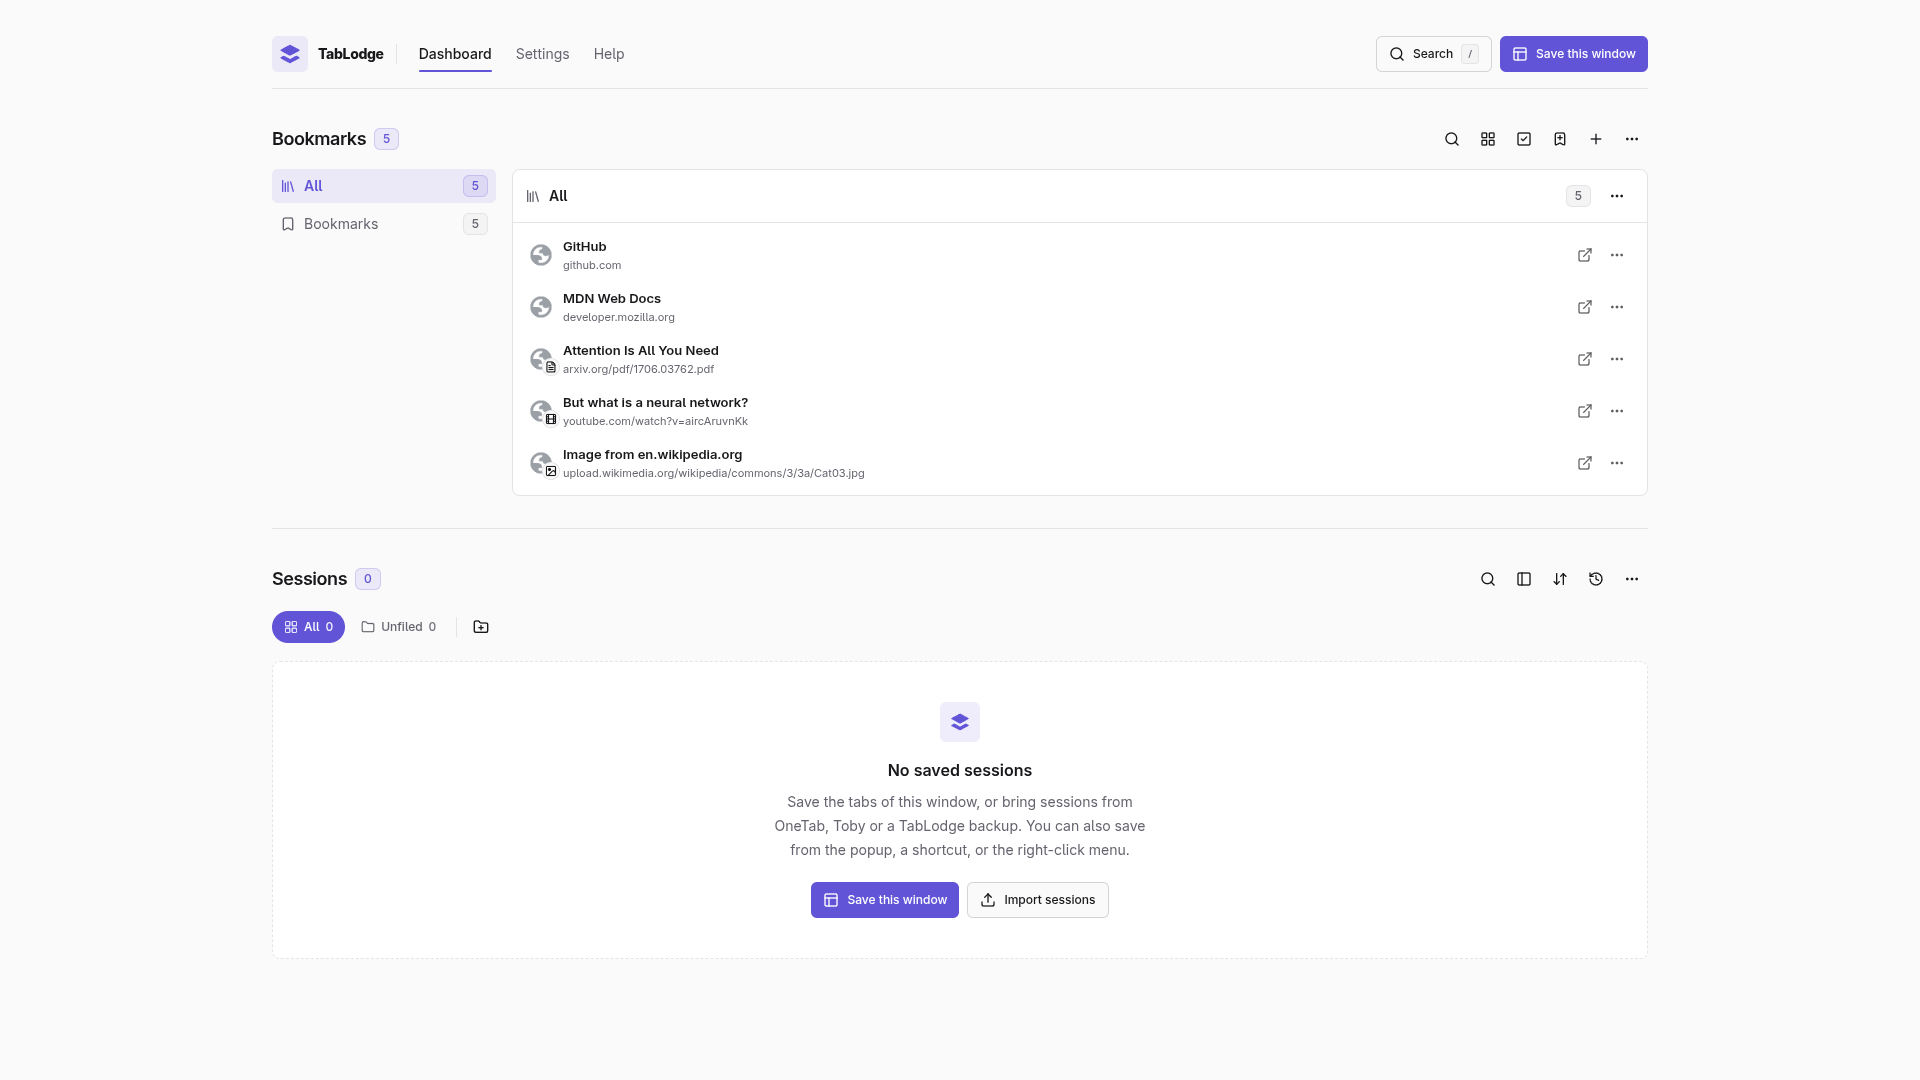 TabLodge
Dashboard
Settings
Help
Search /
Save this window
Bookmarks 5
All 5
Bookmarks 5
All 5
GitHub
github.com
MDN Web Docs
developer.mozilla.org
Attention Is All You Need
arxiv.org/pdf/1706.03762.pdf
But what is a neural network?
youtube.com/watch?v=aircAruvnKk
Image from en.wikipedia.org
upload.wikimedia.org/wikipedia/commons/3/3a/Cat03.jpg
Sessions 0
All 0
Unfiled 0
No saved sessions
Save the tabs of this window, or bring sessions from
OneTab, Toby or a TabLodge backup. You can also save
from the popup, a shortcut, or the right-click menu.
Save this window
Import sessions